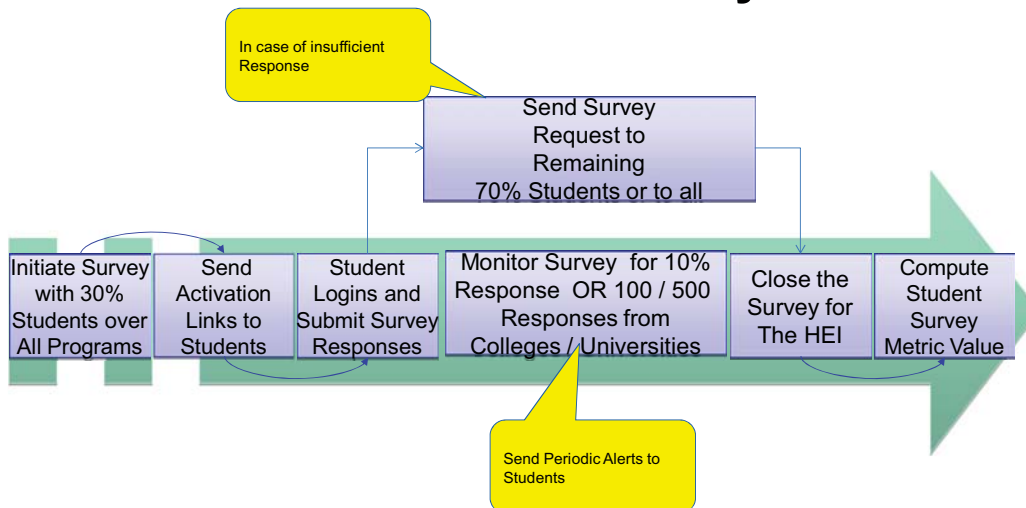 In case of insufficient
Response
Send Survey
Request to
Remaining
70% Students or to all
Initiate Survey
with 30%
Students over
All Programs
Send
Activation
Links to
Students
Student
Logins and
Submit Survey
Responses
Monitor Survey for 10%
Response OR 100 / 500
Responses from
Colleges / Universities
Close the
Survey for
The HEI
Compute
Student
Survey
Metric Value
Send Periodic Alerts to
Students